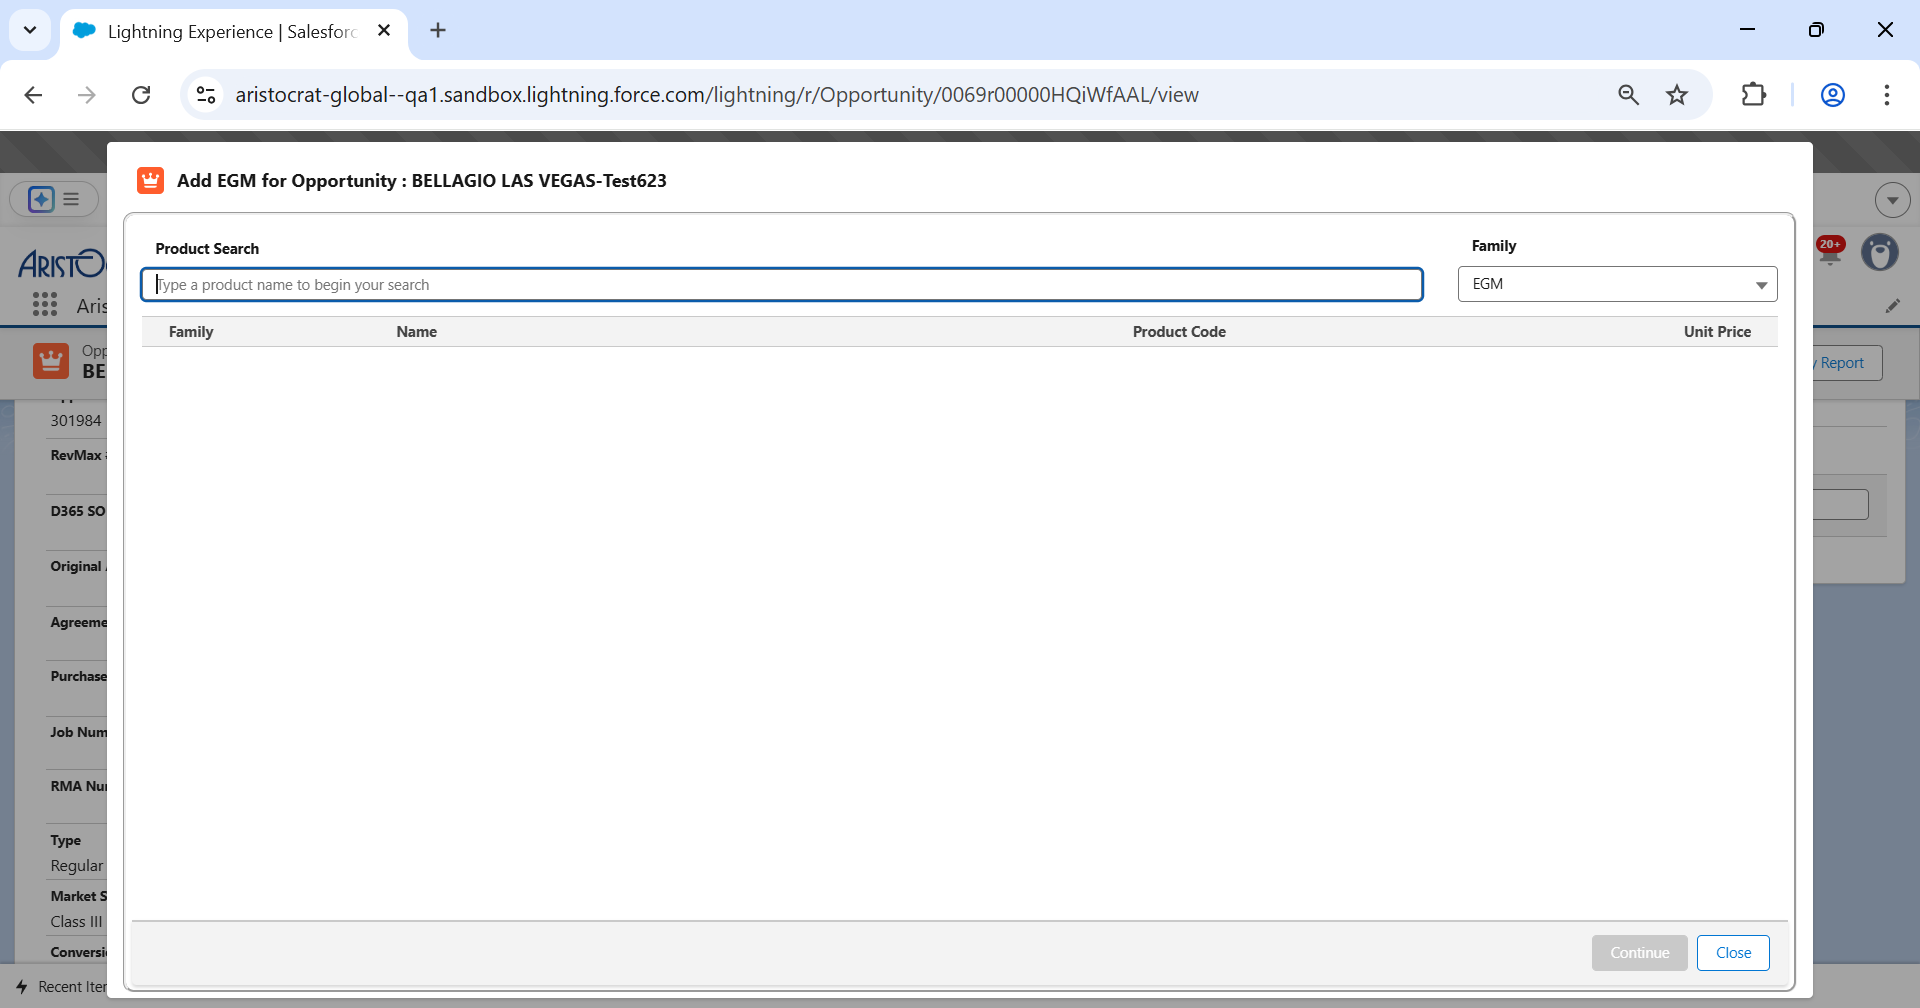 Lightning Experience | Salesforc
aristocrat-global--qa1.sandbox.lightning.force.com/lightning/r/Opportunity/0069r00000HQiWfAAL/view
Add EGM for Opportunity : BELLAGIO LAS VEGAS-Test623
Product Search
Family
Type a product name to begin your search
EGM
Family Name Product Code Unit Price
ARISTO
20+
Aris
Opp
BE
y Report
301984
RevMax
D365 SO
Original
Agreeme
Purchase
Job Num
RMA Nu
Type
Regular
Market S
Class III
Conversi
Continue Close
Recent Iter